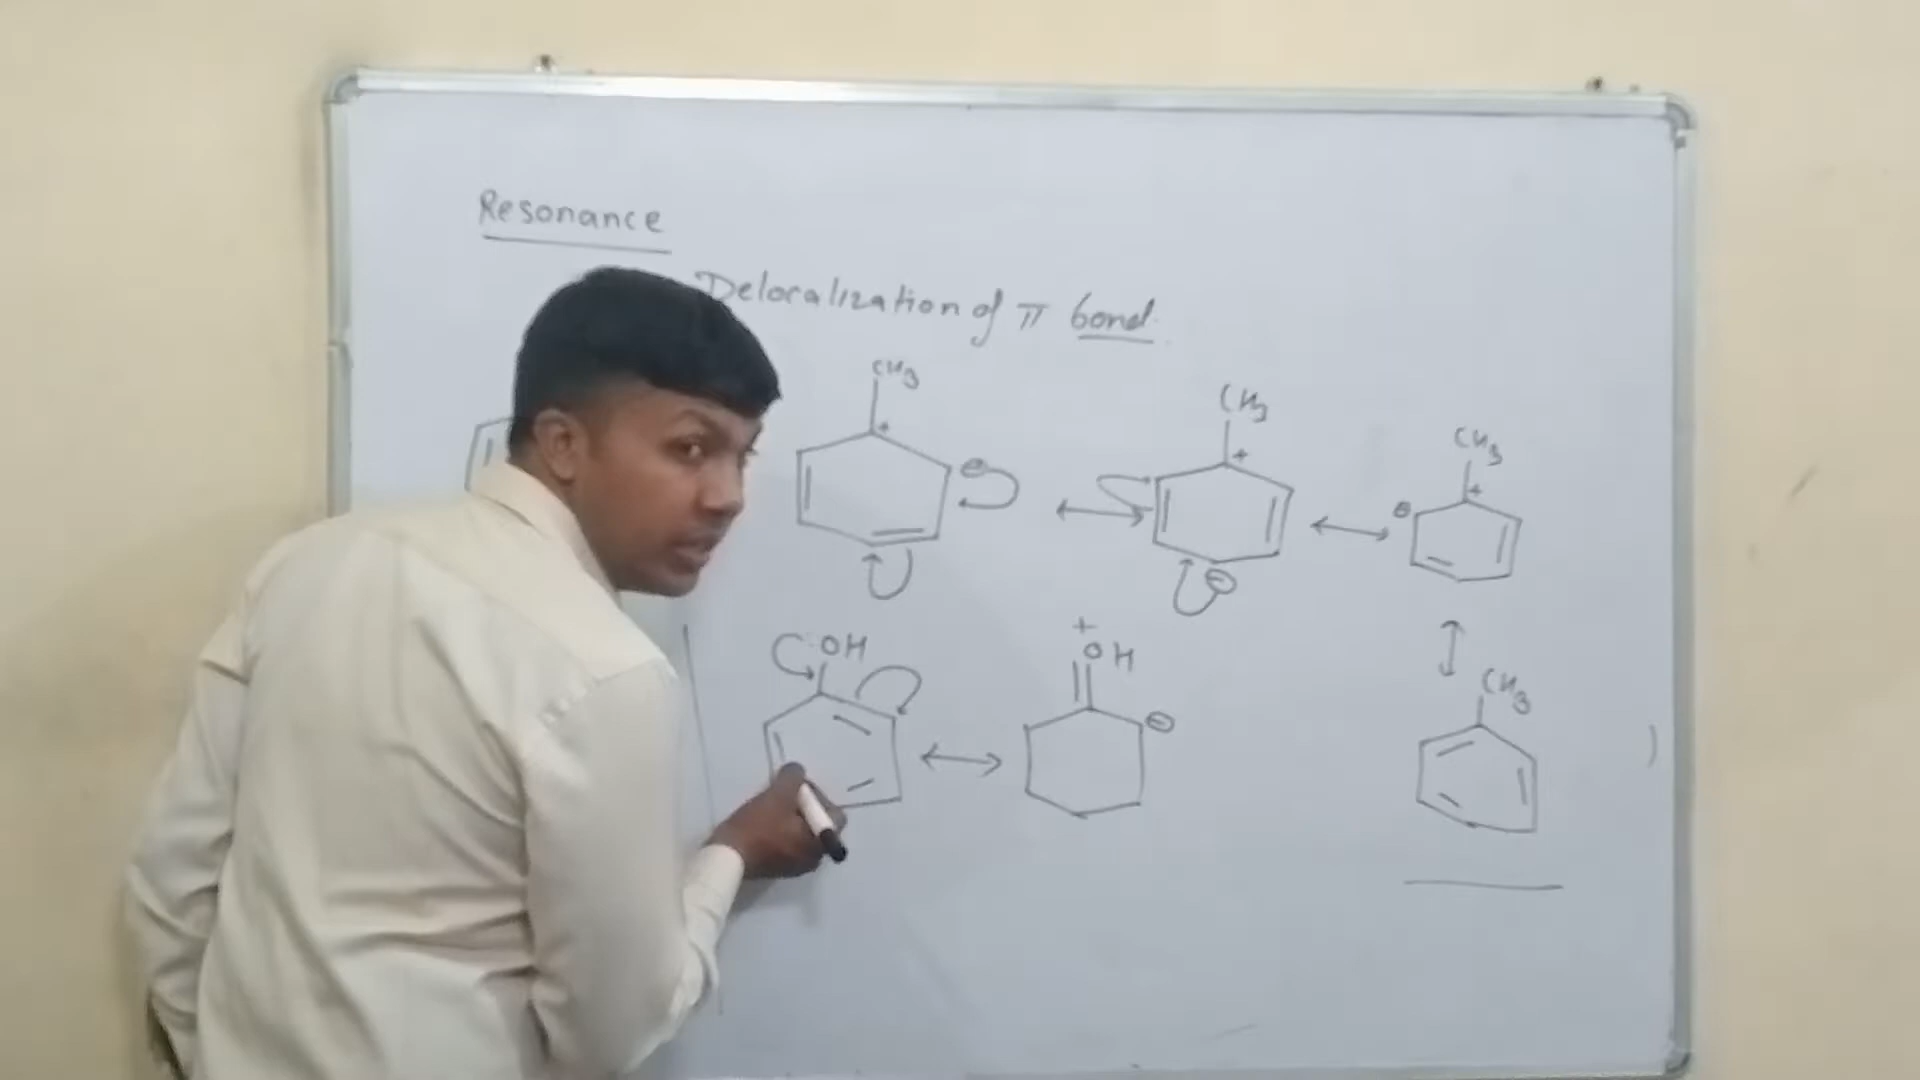 Resonance
Delocalization of π bond.
CH3
+
⊖
CH3
+
⊖
CH3
+
⊖
:OH
+
OH
⊖
CH3